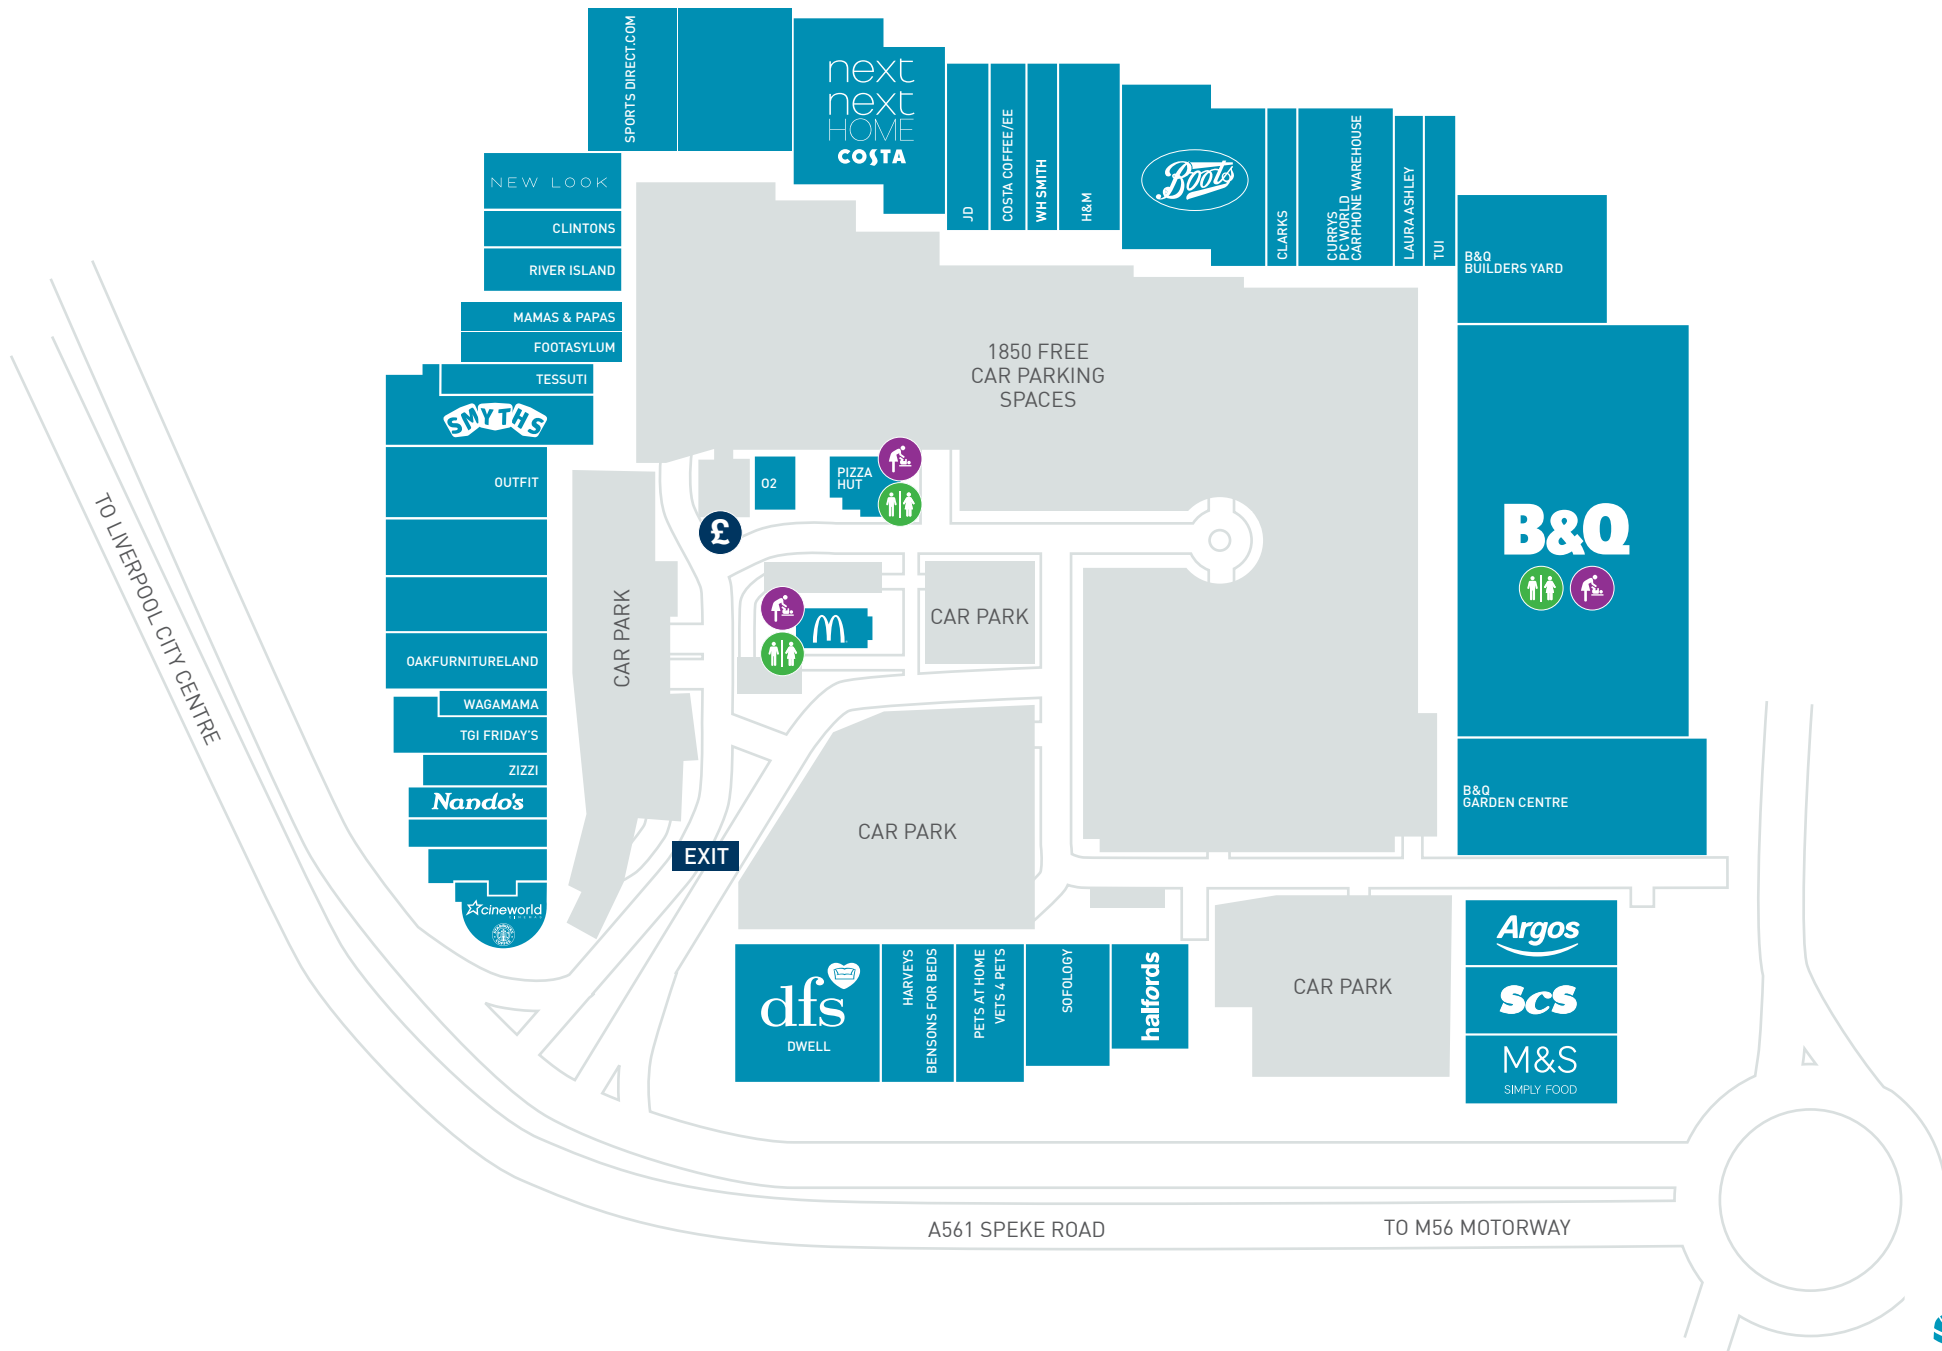 SPORTS DIRECT.COM
next
next
HOME
COSTA
JD
COSTA COFFEE/EE
WH SMITH
H&M
Boots
CLARKS
CURRYS
PC WORLD
CARPHONE WAREHOUSE
LAURA ASHLEY
TUI
B&Q
BUILDERS YARD
NEW LOOK
CLINTONS
RIVER ISLAND
MAMAS & PAPAS
FOOTASYLUM
TESSUTI
SMYTHS
OUTFIT
OAKFURNITURELAND
WAGAMAMA
TGI FRIDAY'S
ZIZZI
Nando's
cineworld
1850 FREE
CAR PARKING
SPACES
O2
PIZZA
HUT
£
CAR PARK
CAR PARK
CAR PARK
EXIT
B&Q
B&Q
GARDEN CENTRE
TO LIVERPOOL CITY CENTRE
dfs
DWELL
HARVEYS
BENSONS FOR BEDS
PETS AT HOME
VETS 4 PETS
SOFOLOGY
halfords
CAR PARK
Argos
ScS
M&S
SIMPLY FOOD
A561 SPEKE ROAD
TO M56 MOTORWAY